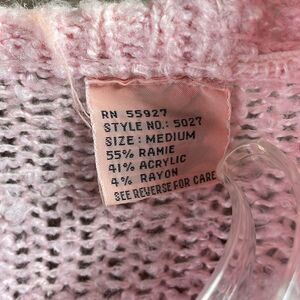 RN 55927
STYLE NO.: 5027
SIZE: MEDIUM
55% RAMIE
41% ACRYLIC
4% RAYON
SEE REVERSE FOR CARE